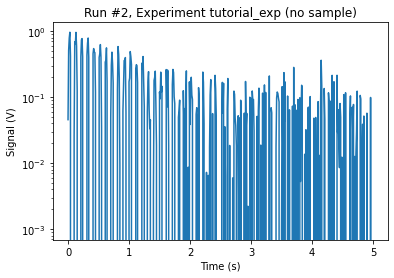 Run #2, Experiment tutorial_exp (no sample)
10⁰
10⁻¹
10⁻²
10⁻³
Signal (V)
0 1 2 3 4 5
Time (s)